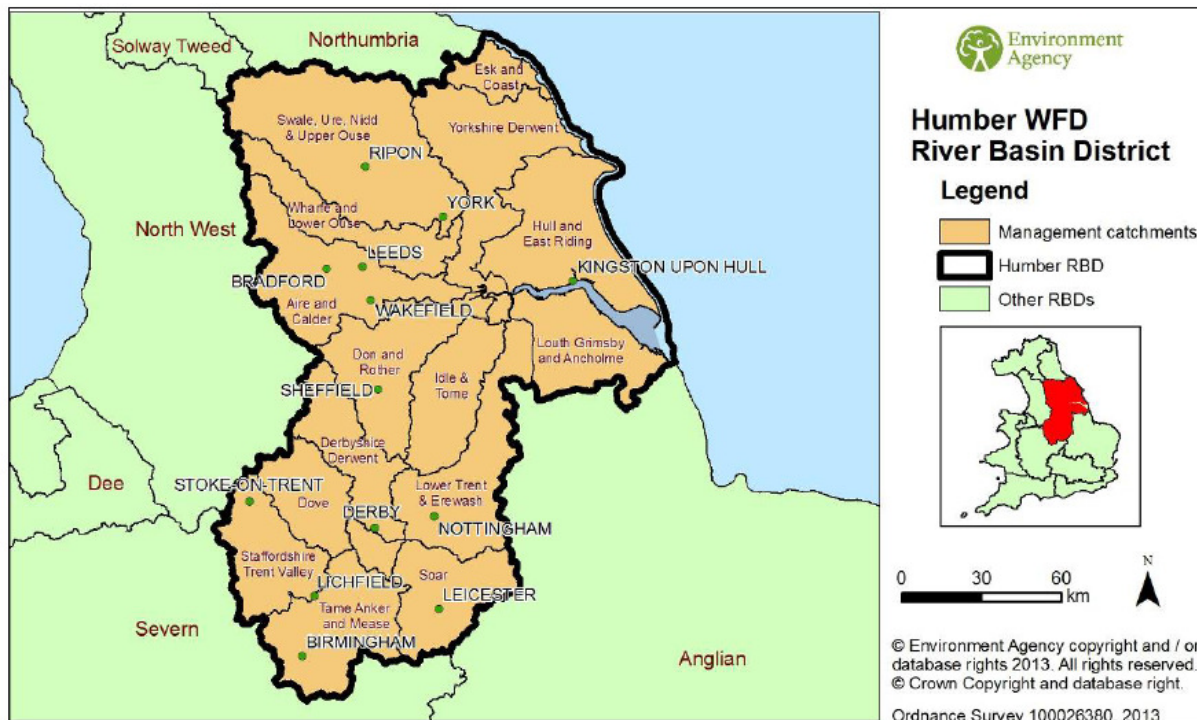 Solway Tweed
Northumbria
Esk and
Coast
Swale, Ure, Nidd
& Upper Ouse
Yorkshire Derwent
RIPON
North West
Wharfe and
Lower Ouse
YORK
Hull and
East Riding
LEEDS
BRADFORD
KINGSTON UPON HULL
Aire and
Calder
WAKEFIELD
Don and
Rother
Idle &
Torne
Louth Grimsby
and Ancholme
SHEFFIELD
Derbyshire
Derwent
Dee
STOKE-ON-TRENT
Dove
Lower Trent
& Erewash
DERBY
NOTTINGHAM
Staffordshire
Trent Valley
LICHFIELD
Soar
LEICESTER
Tame Anker
and Mease
Severn
BIRMINGHAM
Anglian
Environment
Agency
Humber WFD
River Basin District
Legend
Management catchments
Humber RBD
Other RBDs
N
0 30 60
km
© Environment Agency copyright and / or
database rights 2013. All rights reserved.
© Crown Copyright and database right.
Ordnance Survey 100026380, 2013